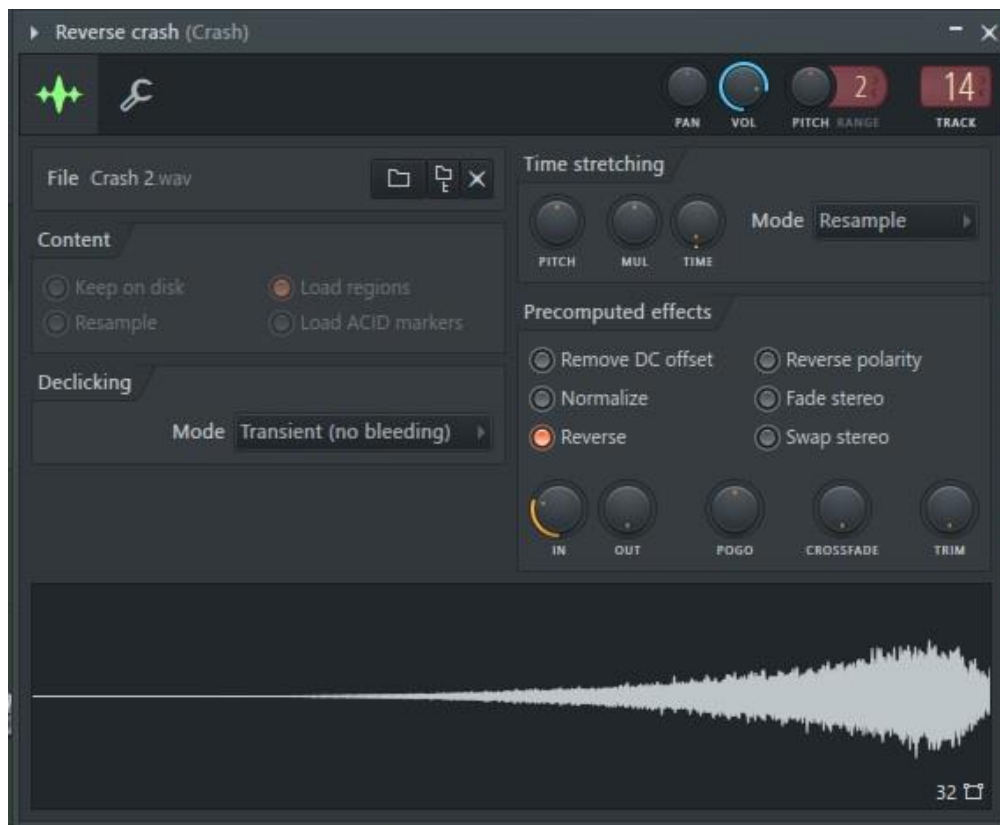 Reverse crash (Crash)
2
14
PAN VOL PITCH RANGE TRACK
File Crash 2.wav
Time stretching
Mode Resample
PITCH MUL TIME
Content
Keep on disk
Load regions
Resample
Load ACID markers
Declicking
Mode Transient (no bleeding)
Precomputed effects
Remove DC offset
Reverse polarity
Normalize
Fade stereo
Reverse
Swap stereo
IN OUT POGO CROSSFADE TRIM
32